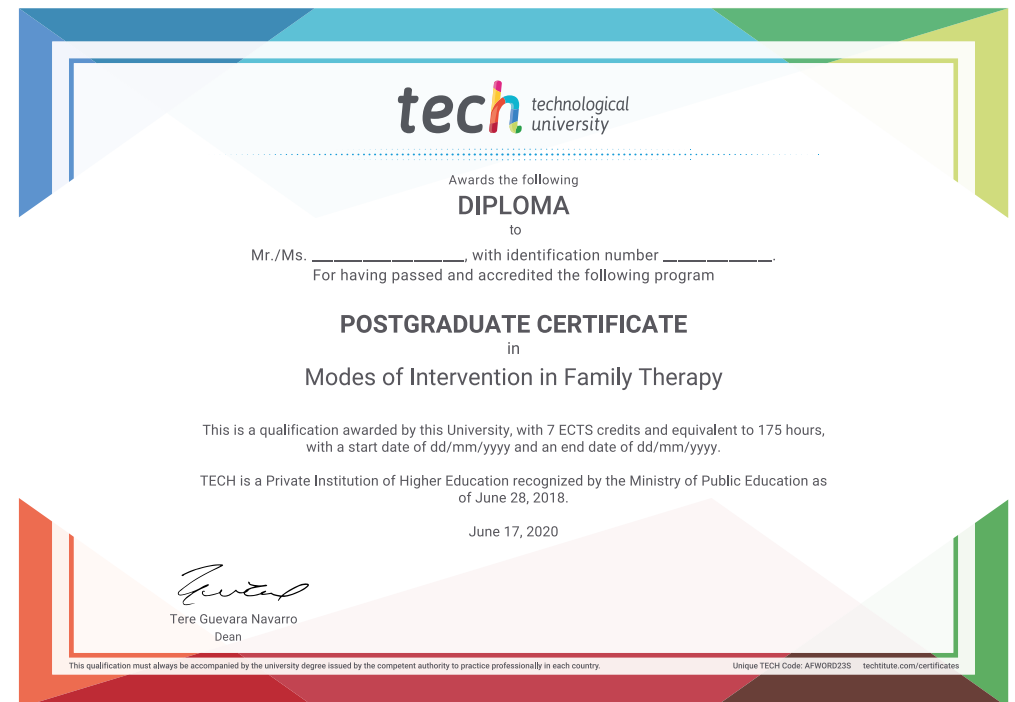 tech technological
university
Awards the following
DIPLOMA
to
Mr./Ms. ________________, with identification number ____________.
For having passed and accredited the following program
POSTGRADUATE CERTIFICATE
in
Modes of Intervention in Family Therapy
This is a qualification awarded by this University, with 7 ECTS credits and equivalent to 175 hours,
with a start date of dd/mm/yyyy and an end date of dd/mm/yyyy.
TECH is a Private Institution of Higher Education recognized by the Ministry of Public Education as
of June 28, 2018.
June 17, 2020
Tere Guevara Navarro
Dean
This qualification must always be accompanied by the university degree issued by the competent authority to practice professionally in each country.
Unique TECH Code: AFWORD23S techtitute.com/certificates